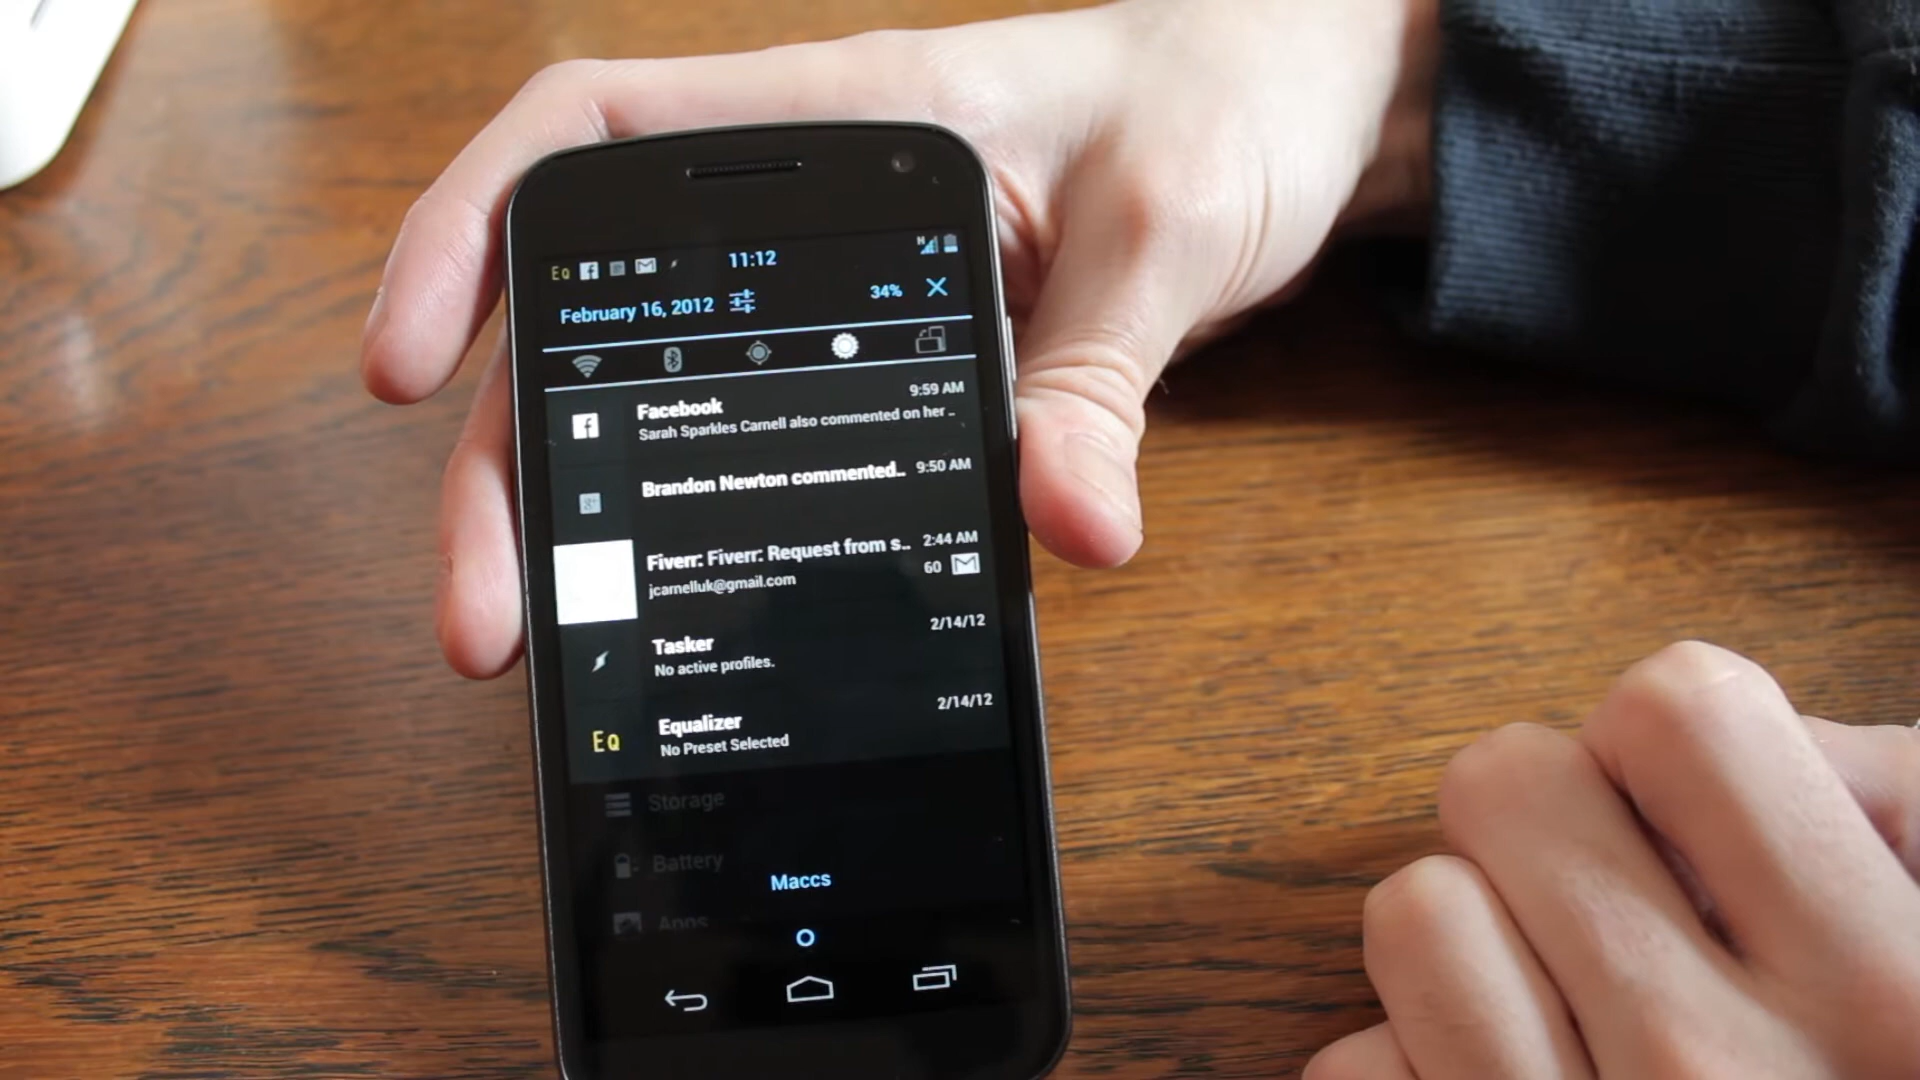 Eq 11:12 H
February 16, 2012 34%
Facebook 9:59 AM
Sarah Sparkles Carnell also commented on her ..
Brandon Newton commented.. 9:50 AM
Fiverr: Fiverr: Request from s.. 2:44 AM
jcarnelluk@gmail.com 60
Tasker 2/14/12
No active profiles.
Eq Equalizer 2/14/12
No Preset Selected
Storage
Battery
Apps
Maccs